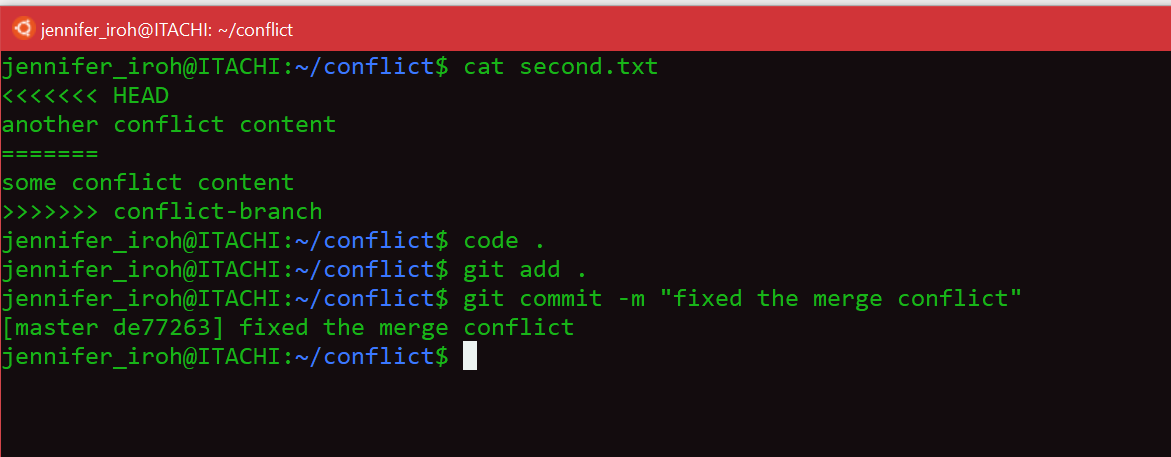 jennifer_iroh@ITACHI: ~/conflict
jennifer_iroh@ITACHI:~/conflict$ cat second.txt
<<<<<<< HEAD
another conflict content
=======
some conflict content
>>>>>>> conflict-branch
jennifer_iroh@ITACHI:~/conflict$ code .
jennifer_iroh@ITACHI:~/conflict$ git add .
jennifer_iroh@ITACHI:~/conflict$ git commit -m "fixed the merge conflict"
[master de77263] fixed the merge conflict
jennifer_iroh@ITACHI:~/conflict$